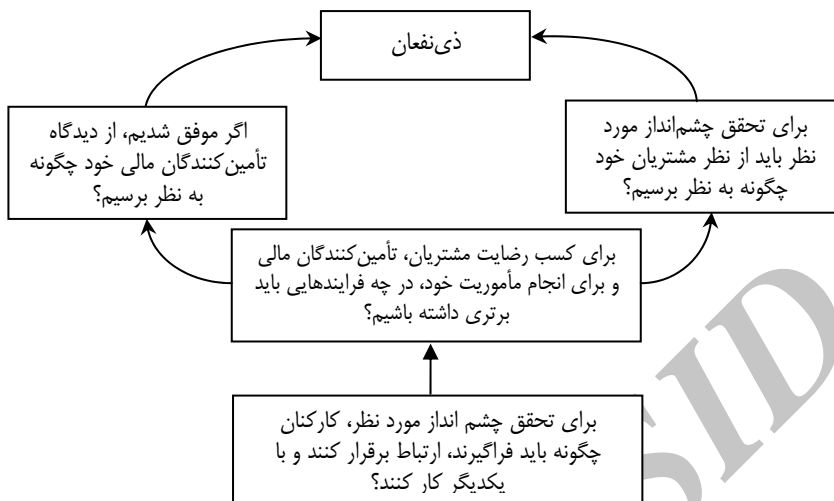 ذی‌نفعان
برای تحقق چشم‌انداز مورد
نظر باید از نظر مشتریان خود
چگونه به نظر برسیم؟
اگر موفق شدیم، از دیدگاه
تأمین‌کنندگان مالی خود چگونه
به نظر برسیم؟
برای کسب رضایت مشتریان، تأمین‌کنندگان مالی
و برای انجام مأموریت خود، در چه فرایندهایی باید
برتری داشته باشیم؟
برای تحقق چشم انداز مورد نظر، کارکنان
چگونه باید فراگیرند، ارتباط برقرار کنند و با
یکدیگر کار کنند؟
SID